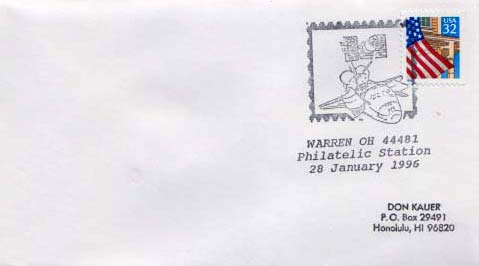 USA
32
WARREN OH 44481
Philatelic Station
28 January 1996
DON KAUER
P.O. Box 29491
Honolulu, HI 96820